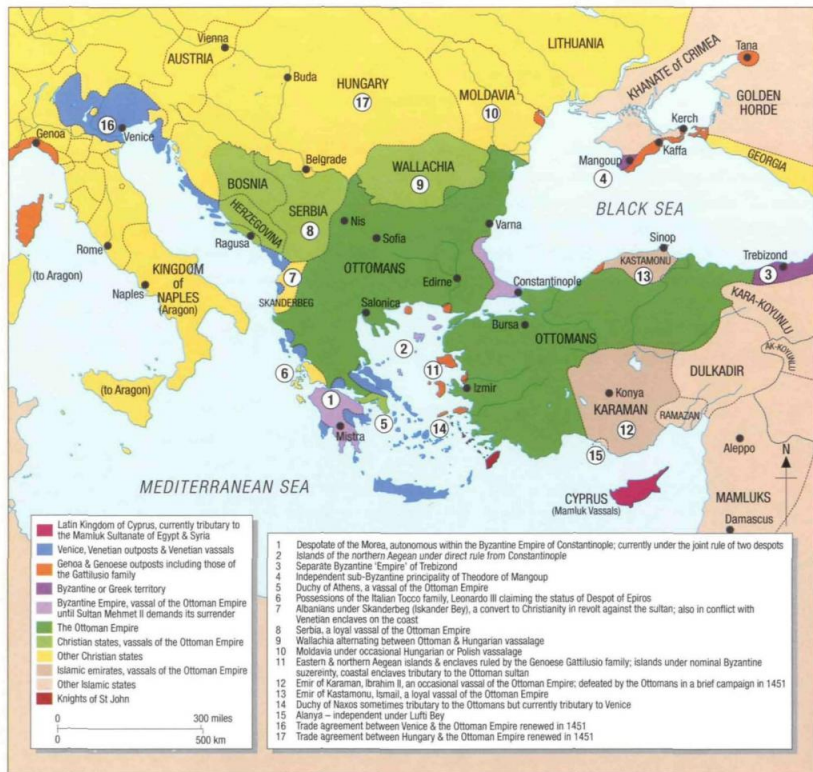 Vienna
AUSTRIA
Buda
HUNGARY
17
LITHUANIA
MOLDAVIA
10
KHANATE of CRIMEA
Tana
GOLDEN
HORDE
16
Venice
Genoa
Belgrade
WALLACHIA
9
Kerch
Kaffa
Mangoup
4
GEORGIA
BOSNIA
HERZEGOVINA
SERBIA
8
Nis
Sofia
Varna
BLACK SEA
Ragusa
Rome
Sinop
KASTAMONU
13
Trebizond
3
(to Aragon)
KINGDOM
of
NAPLES
(Aragon)
Naples
7
SKANDERBEG
OTTOMANS
Edirne
Constantinople
Salonica
Bursa
OTTOMANS
KARA-KOYUNLU
AK-KOYUNLU
2
6
11
Izmir
DULKADIR
(to Aragon)
1
Mistra
5
14
Konya
KARAMAN
12
RAMAZAN
15
Aleppo
N
MEDITERRANEAN SEA
CYPRUS
(Mamluk Vassals)
MAMLUKS
Damascus
Latin Kingdom of Cyprus, currently tributary to
the Mamluk Sultanate of Egypt & Syria
Venice, Venetian outposts & Venetian vassals
Genoa & Genoese outposts including those of
the Gattilusio family
Byzantine or Greek territory
Byzantine Empire, vassal of the Ottoman Empire
until Sultan Mehmet II demands its surrender
The Ottoman Empire
Christian states, vassals of the Ottoman Empire
Other Christian states
Islamic emirates, vassals of the Ottoman Empire
Other Islamic states
Knights of St John
0 300 miles
0 500 km
1 Despotate of the Morea, autonomous within the Byzantine Empire of Constantinople; currently under the joint rule of two despots
2 Islands of the northern Aegean under direct rule from Constantinople
3 Separate Byzantine 'Empire' of Trebizond
4 Independent sub-Byzantine principality of Theodore of Mangoup
5 Duchy of Athens, a vassal of the Ottoman Empire
6 Possessions of the Italian Tocco family, Leonardo III claiming the status of Despot of Epiros
7 Albanians under Skanderbeg (Iskander Bey), a convert to Christianity in revolt against the sultan; also in conflict with
Venetian enclaves on the coast
8 Serbia, a loyal vassal of the Ottoman Empire
9 Wallachia alternating between Ottoman & Hungarian vassalage
10 Moldavia under occasional Hungarian or Polish vassalage
11 Eastern & northern Aegean islands & enclaves ruled by the Genoese Gattilusio family; islands under nominal Byzantine
suzereinty, coastal enclaves tributary to the Ottoman sultan
12 Emir of Karaman, Ibrahim II, an occasional vassal of the Ottoman Empire; defeated by the Ottomans in a brief campaign in 1451
13 Emir of Kastamonu, Ismail, a loyal vassal of the Ottoman Empire
14 Duchy of Naxos sometimes tributary to the Ottomans but currently tributary to Venice
15 Alanya – independent under Lufti Bey
16 Trade agreement between Venice & the Ottoman Empire renewed in 1451
17 Trade agreement between Hungary & the Ottoman Empire renewed in 1451